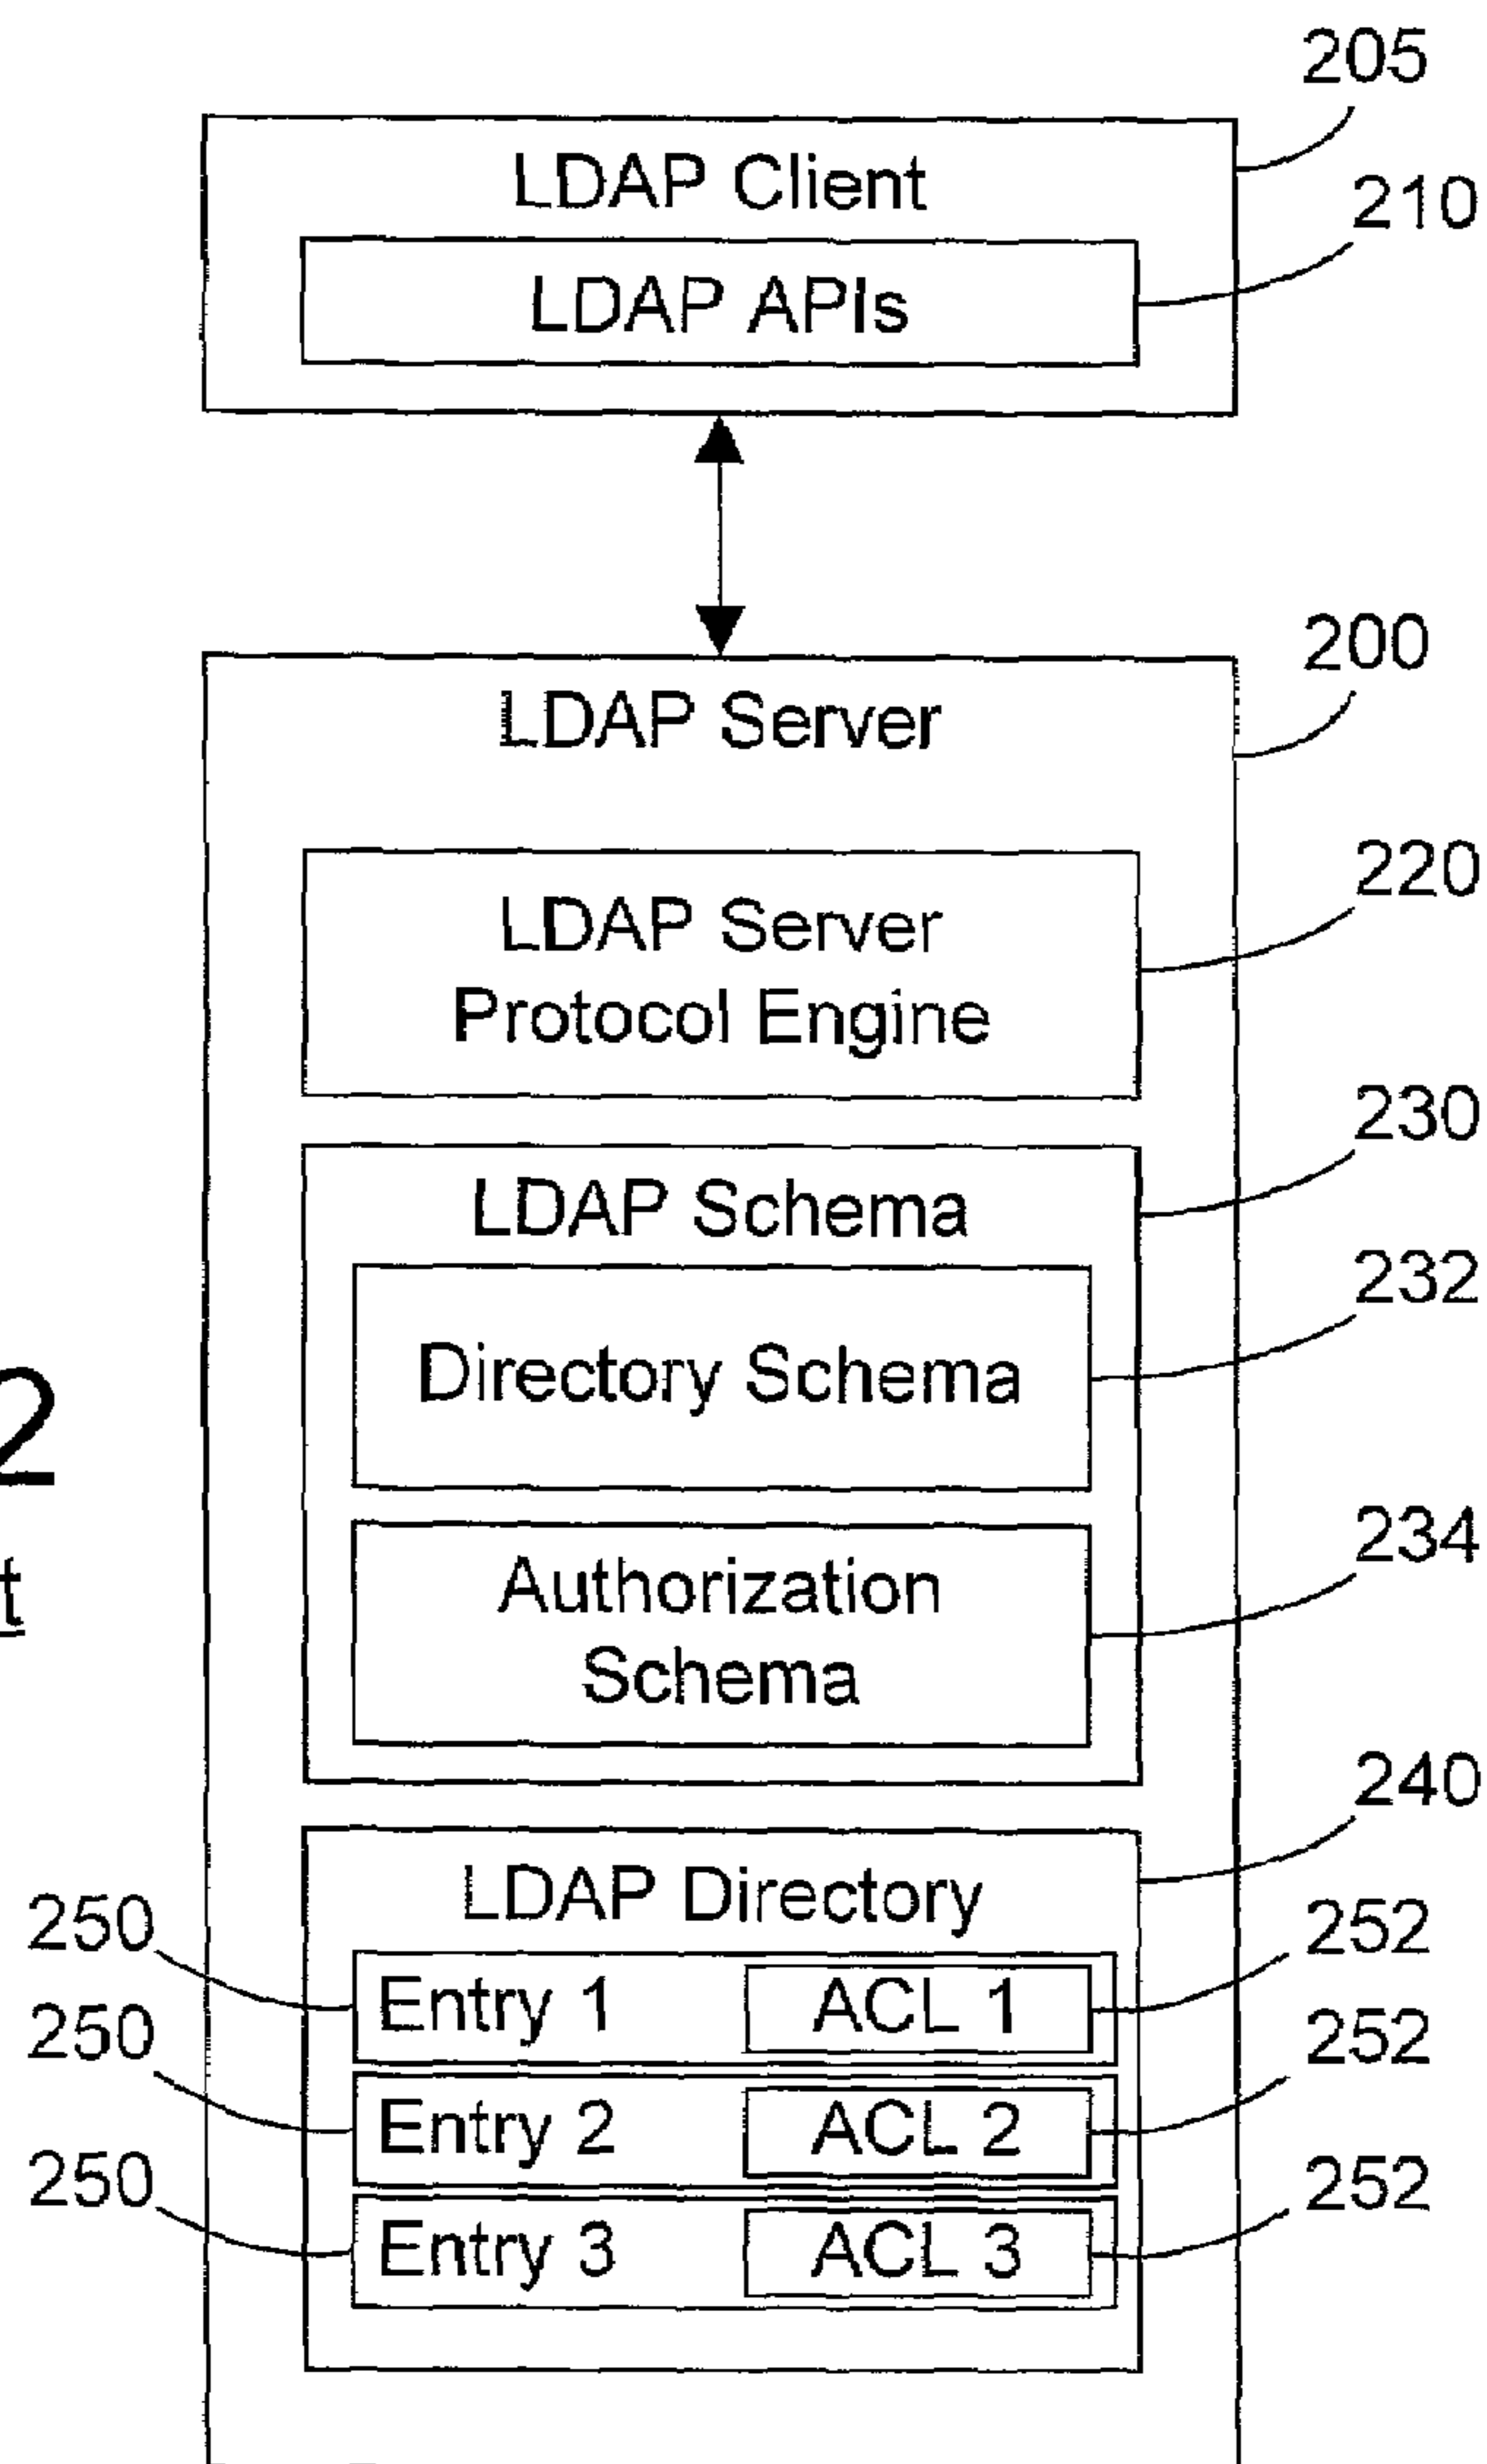 205
LDAP Client
210
LDAP APIs
200
LDAP Server
220
LDAP Server
Protocol Engine
230
LDAP Schema
232
Directory Schema
2
234
t
Authorization
Schema
240
LDAP Directory
250
252
Entry 1 ACL 1
250
252
Entry 2 ACL 2
250
252
Entry 3 ACL 3